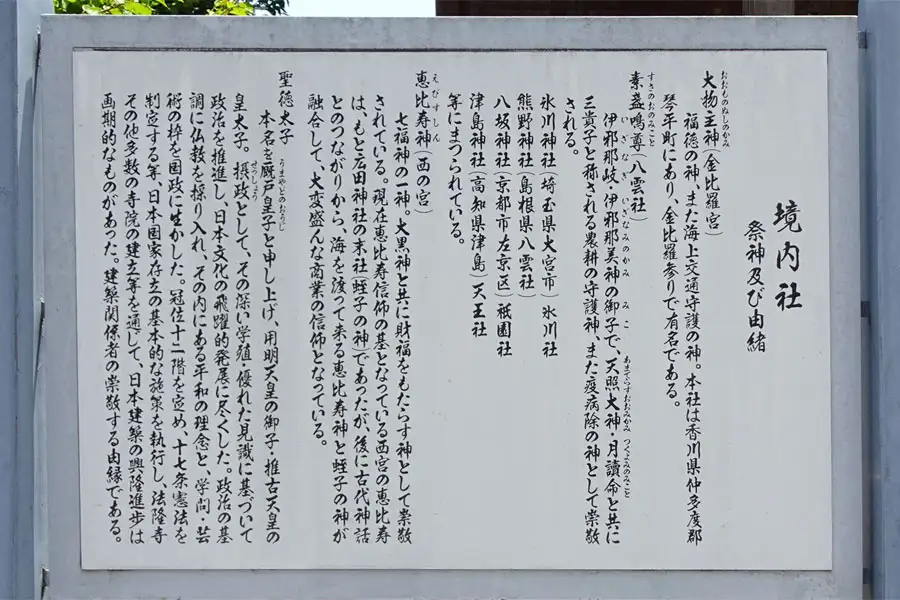 境内社
祭神及び由緒
大物主神(金比羅宮)
福徳の神、また海上交通守護の神。本社は香川県仲多度郡
琴平町にあり、金比羅参りで有名である。
素盞鳴尊(八雲社)
伊邪那岐・伊邪那美神の御子で、天照大神・月讀命と共に
三貴子と称される農耕の守護神、また疫病除の神として崇敬
される。
氷川神社(埼玉県大宮市)氷川社
熊野神社(島根県八雲社)
八坂神社(京都市左京区)祇園社
津島神社(高知県津島)天王社
等にまつられている。
恵比寿神(西の宮)
七福神の一神。大黒神と共に財福をもたらす神として崇敬
されている。現在恵比寿信仰の基となっている西宮の恵比寿
は、もと広田神社の末社(蛭子の神)であったが、後に古代神話
とのつながりから、海を渡って来る恵比寿神と蛭子の神が
融合して、大変盛んな商業の信仰となっている。
聖徳太子
本名を厩戸皇子と申し上げ、用明天皇の御子・推古天皇の
皇太子。摂政として、その深い学殖・優れた見識に基づいて
政治を推進し、日本文化の飛躍的発展に尽くした。政治の基
調に仏教を採り入れ、その内にある平和の理念と、学問・芸
術の粋を国政に生かした。冠位十二階を定め、十七条憲法を
制定する等、日本国家存立の基本的な施策を執行し、法隆寺
その他多数の寺院の建立等を通して、日本建築の興隆進歩は
画期的なものがあった。建築関係者の崇敬する由縁である。